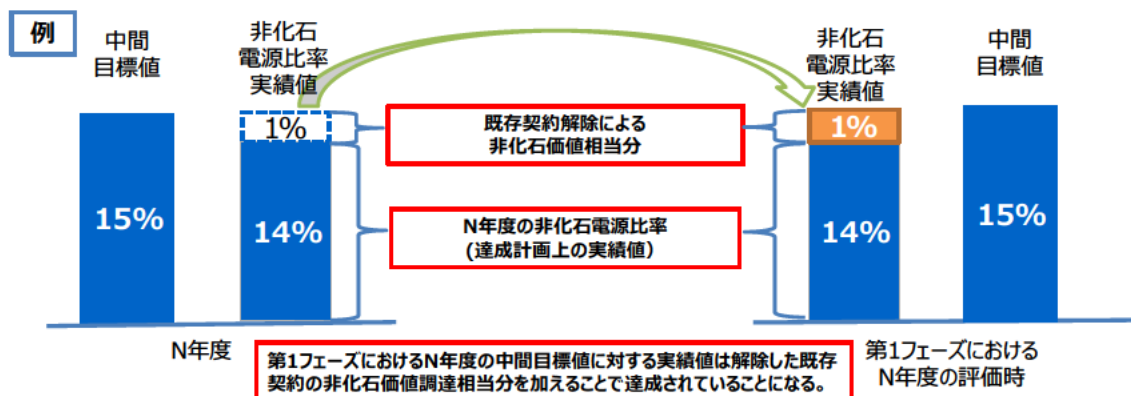 例
中間
目標値
非化石
電源比率
実績値
非化石
電源比率
実績値
中間
目標値
1%
既存契約解除による
非化石価値相当分
1%
15%
14%
N年度の非化石電源比率
(達成計画上の実績値)
14%
15%
N年度
第1フェーズにおけるN年度の中間目標値に対する実績値は解除した既存
契約の非化石価値調達相当分を加えることで達成されていることになる。
第1フェーズにおける
N年度の評価時